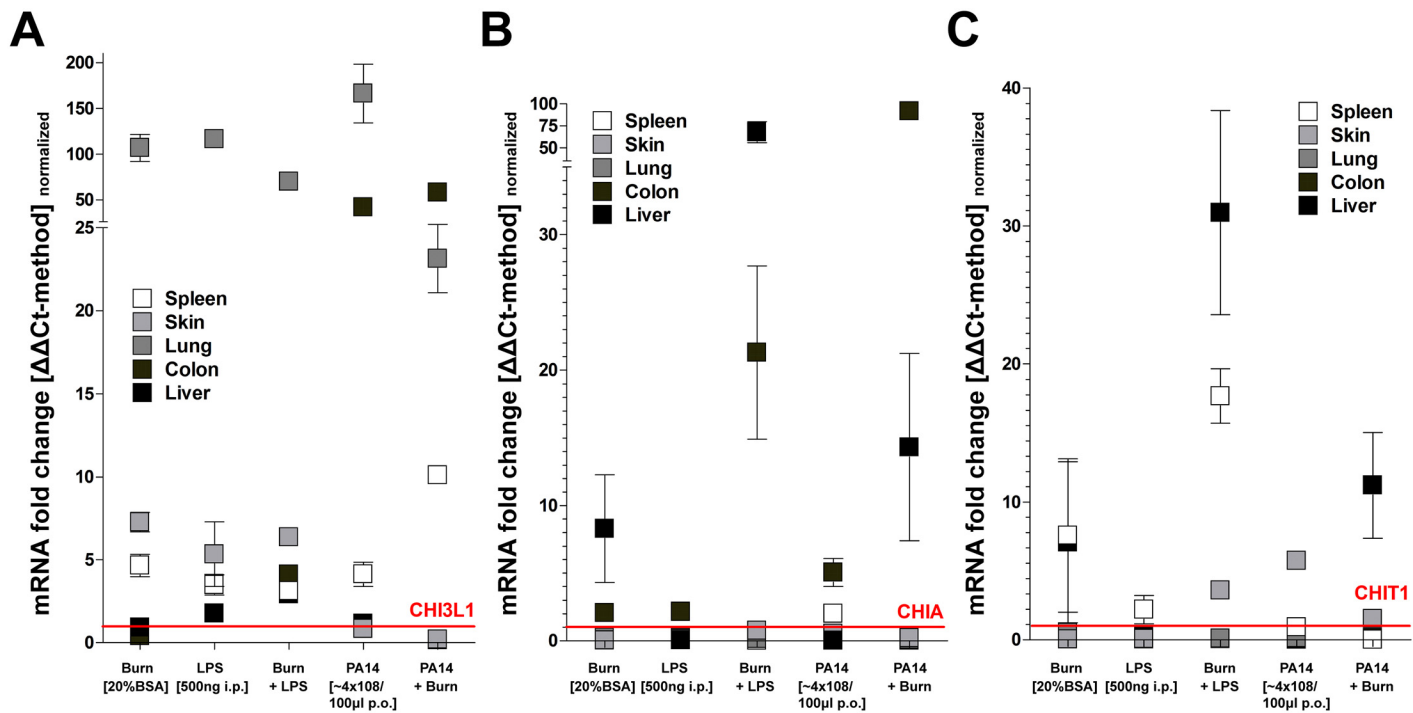 A
mRNA fold change [ΔΔCt-method] normalized
200
150
100
50
25
20
15
10
5
0
Spleen
Skin
Lung
Colon
Liver
CHI3L1
Burn
[20%BSA]
LPS
[500ng i.p.]
Burn
+ LPS
PA14
[~4x108/
100µl p.o.]
PA14
+ Burn
B
mRNA fold change [ΔΔCt-method] normalized
100
75
50
30
20
10
0
Spleen
Skin
Lung
Colon
Liver
CHIA
Burn
[20%BSA]
LPS
[500ng i.p.]
Burn
+ LPS
PA14
[~4x108/
100µl p.o.]
PA14
+ Burn
C
mRNA fold change [ΔΔCt-method] normalized
40
30
20
10
0
Spleen
Skin
Lung
Colon
Liver
CHIT1
Burn
[20%BSA]
LPS
[500ng i.p.]
Burn
+ LPS
PA14
[~4x108/
100µl p.o.]
PA14
+ Burn